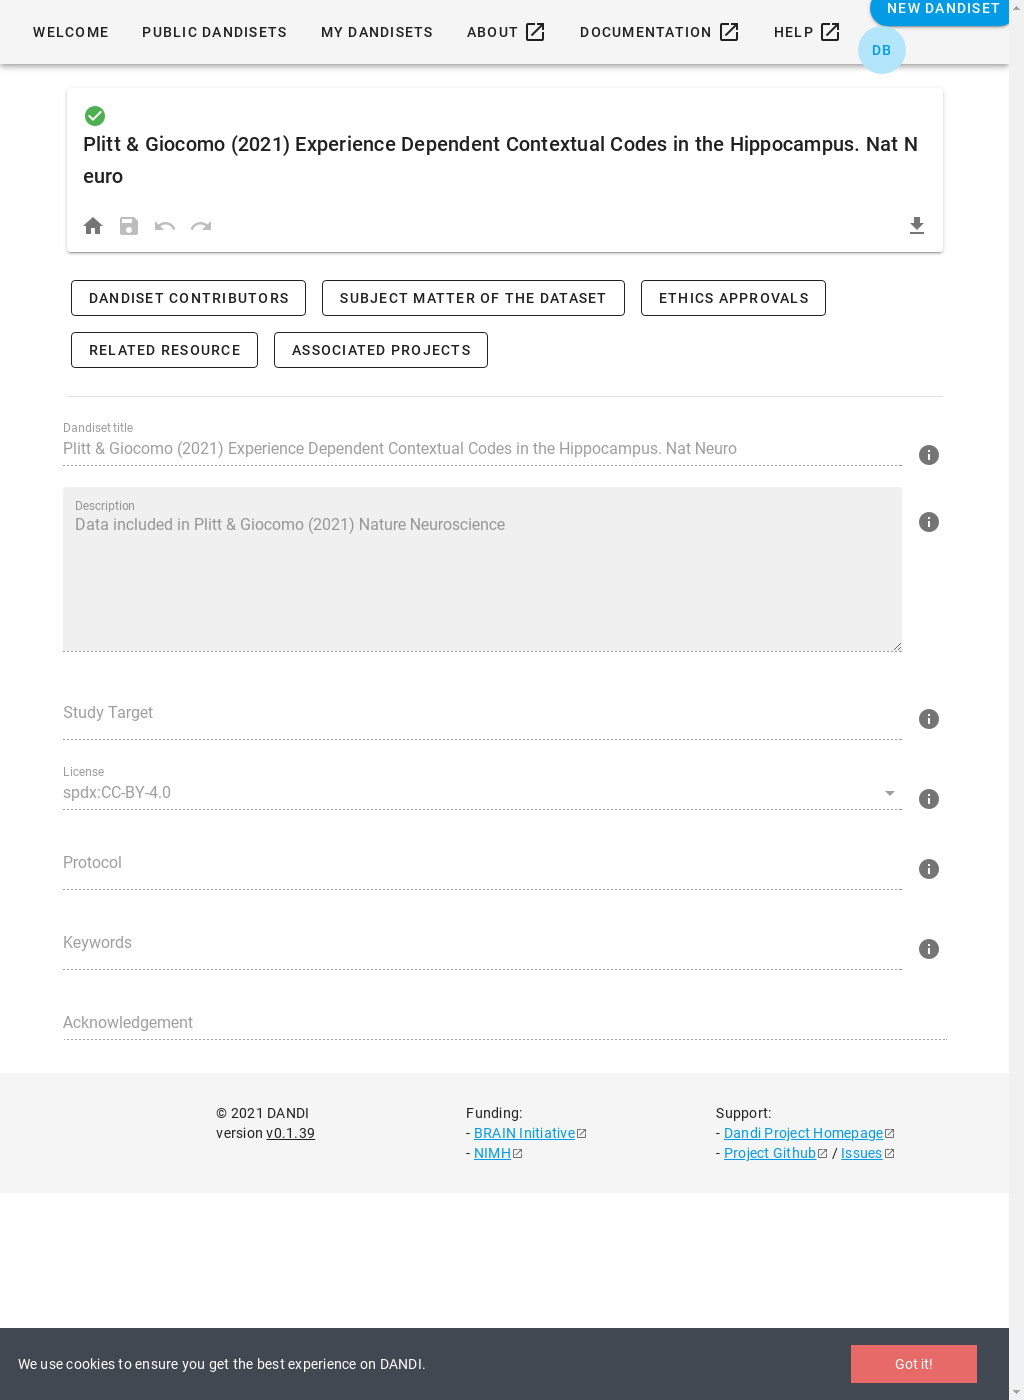 WELCOME PUBLIC DANDISETS MY DANDISETS ABOUT DOCUMENTATION HELP NEW DANDISET
DB
Plitt & Giocomo (2021) Experience Dependent Contextual Codes in the Hippocampus. Nat N
euro
DANDISET CONTRIBUTORS SUBJECT MATTER OF THE DATASET ETHICS APPROVALS
RELATED RESOURCE ASSOCIATED PROJECTS
Dandiset title
Plitt & Giocomo (2021) Experience Dependent Contextual Codes in the Hippocampus. Nat Neuro
Description
Data included in Plitt & Giocomo (2021) Nature Neuroscience
Study Target
License
spdx:CC-BY-4.0
Protocol
Keywords
Acknowledgement
© 2021 DANDI
version v0.1.39
Funding:
- BRAIN Initiative
- NIMH
Support:
- Dandi Project Homepage
- Project Github / Issues
We use cookies to ensure you get the best experience on DANDI.
Got it!